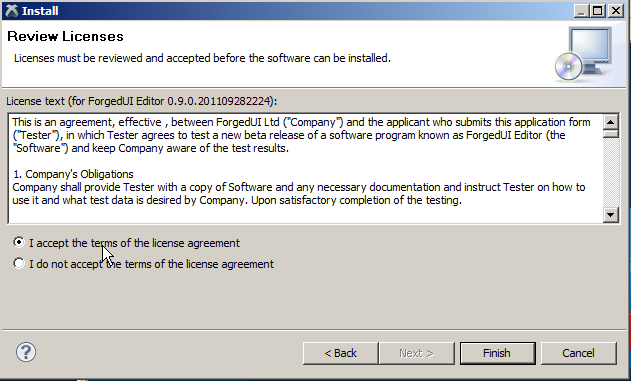 Install
Review Licenses
Licenses must be reviewed and accepted before the software can be installed.
License text (for ForgedUI Editor 0.9.0.201109282224):
This is an agreement, effective , between ForgedUI Ltd ("Company") and the applicant who submits this application form
("Tester"), in which Tester agrees to test a new beta release of a software program known as ForgedUI Editor (the
"Software") and keep Company aware of the test results.
1. Company's Obligations
Company shall provide Tester with a copy of Software and any necessary documentation and instruct Tester on how to
use it and what test data is desired by Company. Upon satisfactory completion of the testing.
I accept the terms of the license agreement
I do not accept the terms of the license agreement
?
< Back
Next >
Finish
Cancel